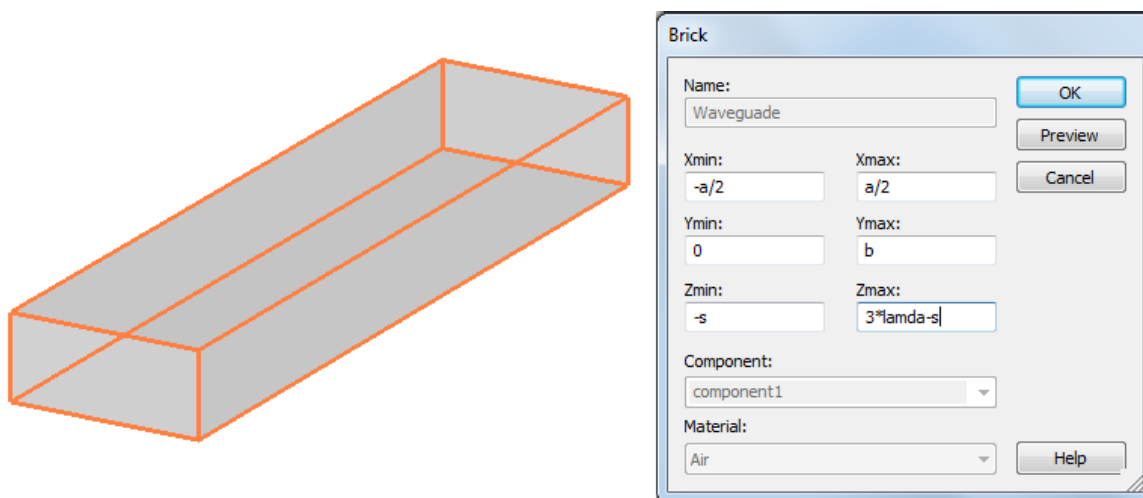 Brick
Name:
OK
Waveguade
Preview
Xmin:
Xmax:
Cancel
-a/2
a/2
Ymin:
Ymax:
0
b
Zmin:
Zmax:
-s
3*lamda-s
Component:
component1
Material:
Air
Help